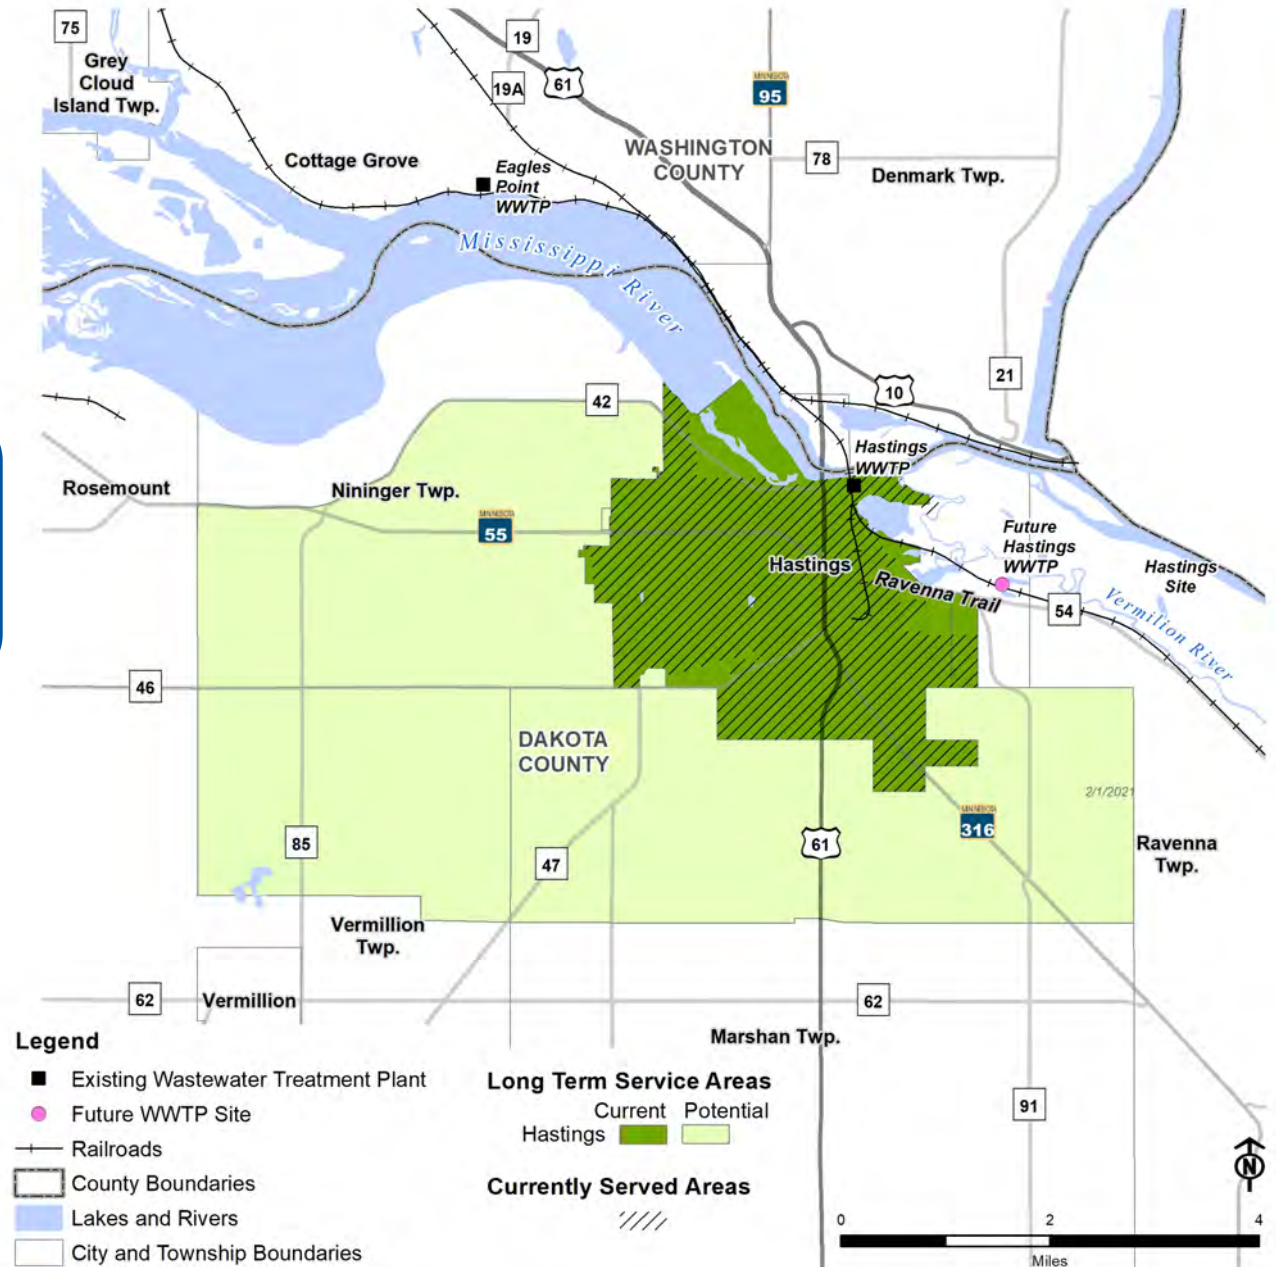 75
Grey
Cloud
Island Twp.
19
19A
61
MINNESOTA
95
WASHINGTON
COUNTY
78
Denmark Twp.
Cottage Grove
Eagles
Point
WWTP
Mississippi River
21
10
42
Hastings
WWTP
Rosemount
Nininger Twp.
MINNESOTA
55
Future
Hastings
WWTP
Hastings
Ravenna Trail
Hastings
Site
54
Vermilion River
46
DAKOTA
COUNTY
2/1/2021
85
47
61
MINNESOTA
316
Ravenna
Twp.
Vermillion
Twp.
62
Vermillion
62
Marshan Twp.
91
Legend
Existing Wastewater Treatment Plant
Future WWTP Site
Railroads
County Boundaries
Lakes and Rivers
City and Township Boundaries
Long Term Service Areas
Current Potential
Hastings
Currently Served Areas
N
0 2 4
Miles